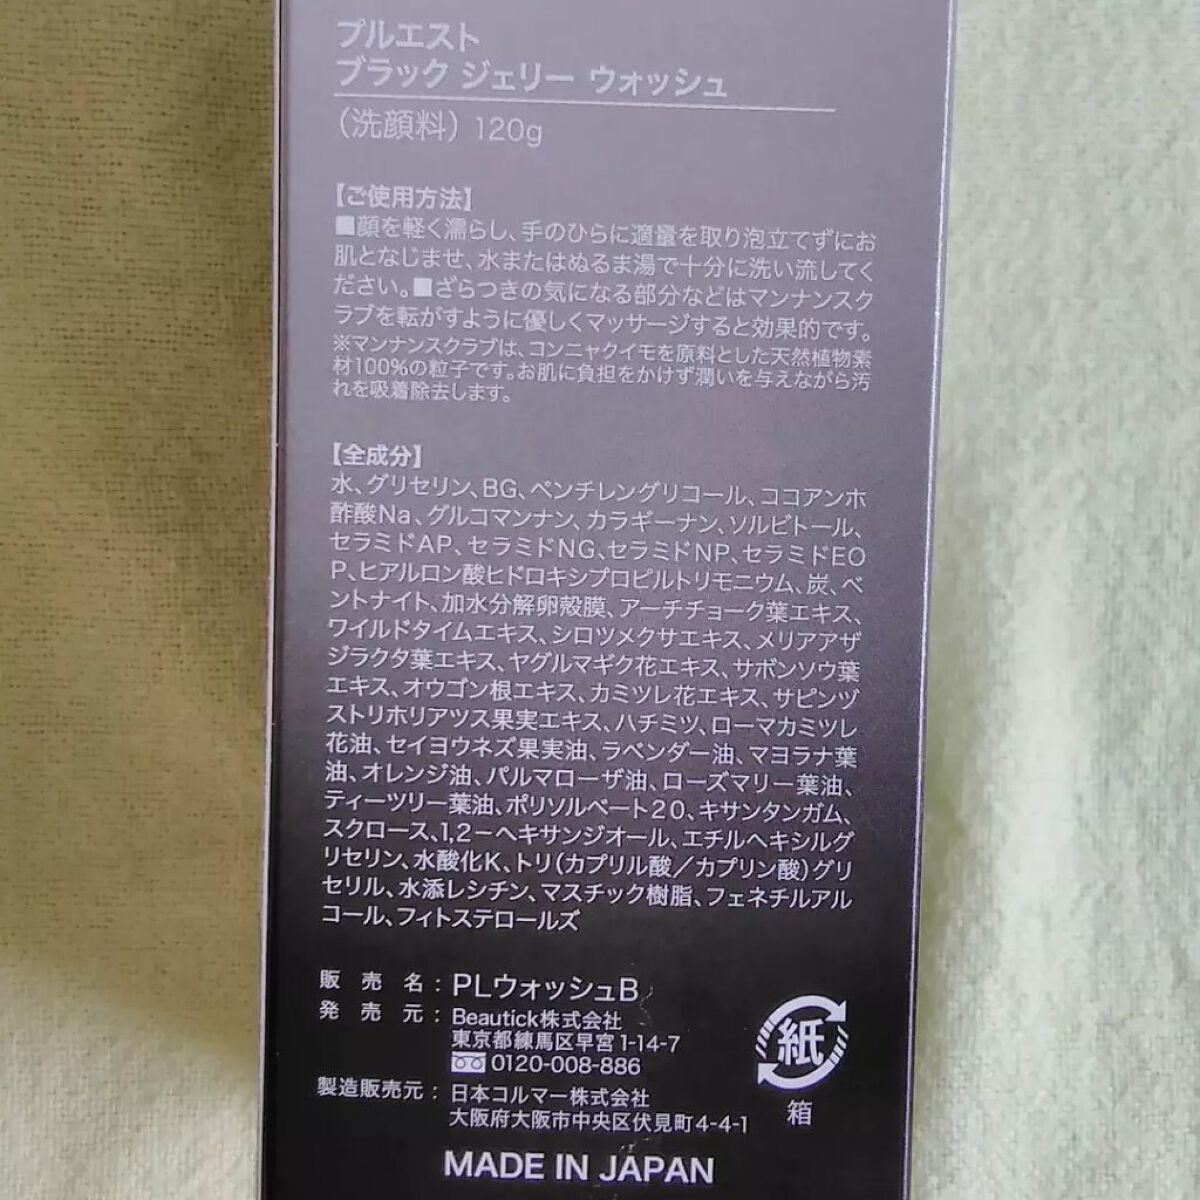 プルエスト
ブラック ジェリー ウォッシュ
（洗顔料）120g
【ご使用方法】
■顔を軽く濡らし、手のひらに適量を取り泡立てずにお
肌となじませ、水またはぬるま湯で十分に洗い流してく
ださい。■ざらつきの気になる部分などはマンナンスク
ラブを転がすように優しくマッサージすると効果的です。
※マンナンスクラブは、コンニャクイモを原料とした天然植物素
材100%の粒子です。お肌に負担をかけず潤いを与えながら汚
れを吸着除去します。
【全成分】
水、グリセリン、BG、ペンチレングリコール、ココアンホ
酢酸Na、グルコマンナン、カラギーナン、ソルビトール、
セラミドAP、セラミドNG、セラミドNP、セラミドEO
P、ヒアルロン酸ヒドロキシプロピルトリモニウム、炭、ベ
ントナイト、加水分解卵殻膜、アーチチョーク葉エキス、
ワイルドタイムエキス、シロツメクサエキス、メリアアザ
ジラクタ葉エキス、ヤグルマギク花エキス、サボンソウ葉
エキス、オウゴン根エキス、カミツレ花エキス、サピンヅ
ストリホリアツス果実エキス、ハチミツ、ローマカミツレ
花油、セイヨウネズ果実油、ラベンダー油、マヨラナ葉
油、オレンジ油、パルマローザ油、ローズマリー葉油、
ティーツリー葉油、ポリソルベート20、キサンタンガム、
スクロース、1,2－ヘキサンジオール、エチルヘキシルグ
リセリン、水酸化K、トリ(カプリル酸／カプリン酸)グリ
セリル、水添レシチン、マスチック樹脂、フェネチルアル
コール、フィトステロールズ
販売名：PLウォッシュB
発売元：Beautick株式会社
東京都練馬区早宮1-14-7
0120-008-886
製造販売元：日本コルマー株式会社
大阪府大阪市中央区伏見町4-4-1
紙
箱
MADE IN JAPAN